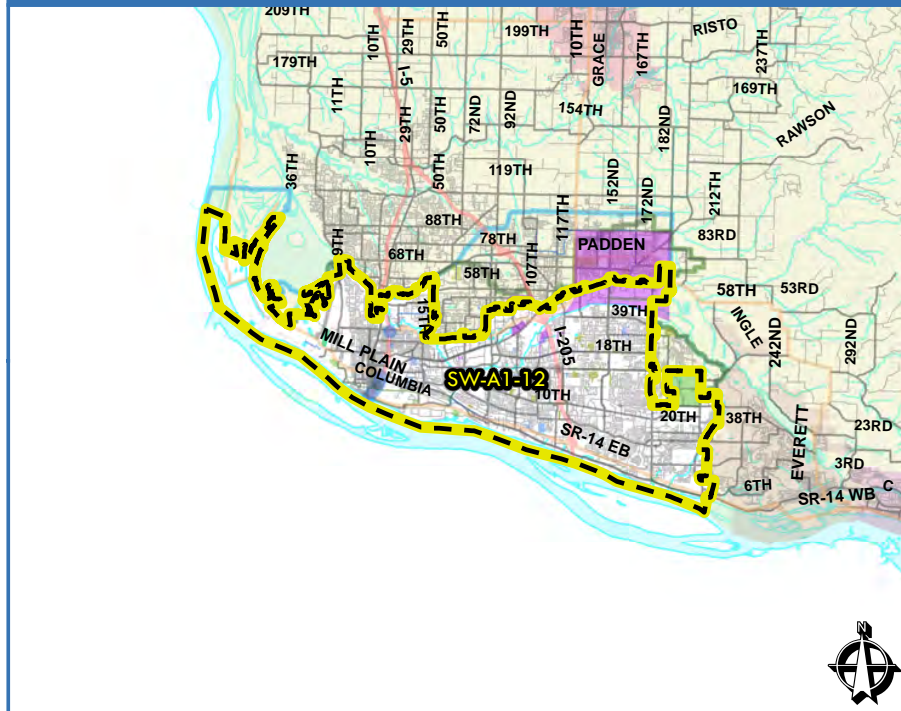 209TH
10TH
29TH
50TH
199TH
10TH
GRACE
167TH
RISTO
237TH
179TH
I-5
11TH
72ND
92ND
154TH
182ND
169TH
RAWSON
10TH
29TH
50TH
50TH
119TH
36TH
152ND
172ND
212TH
117TH
88TH
78TH
PADDEN
83RD
9TH
68TH
58TH
107TH
58TH
53RD
39TH
INGLE
242ND
292ND
15TH
I-205
18TH
MILL PLAIN
COLUMBIA
SW-A1-12
10TH
20TH
38TH
EVERETT
23RD
SR-14 EB
6TH
3RD
SR-14 WB
C
N